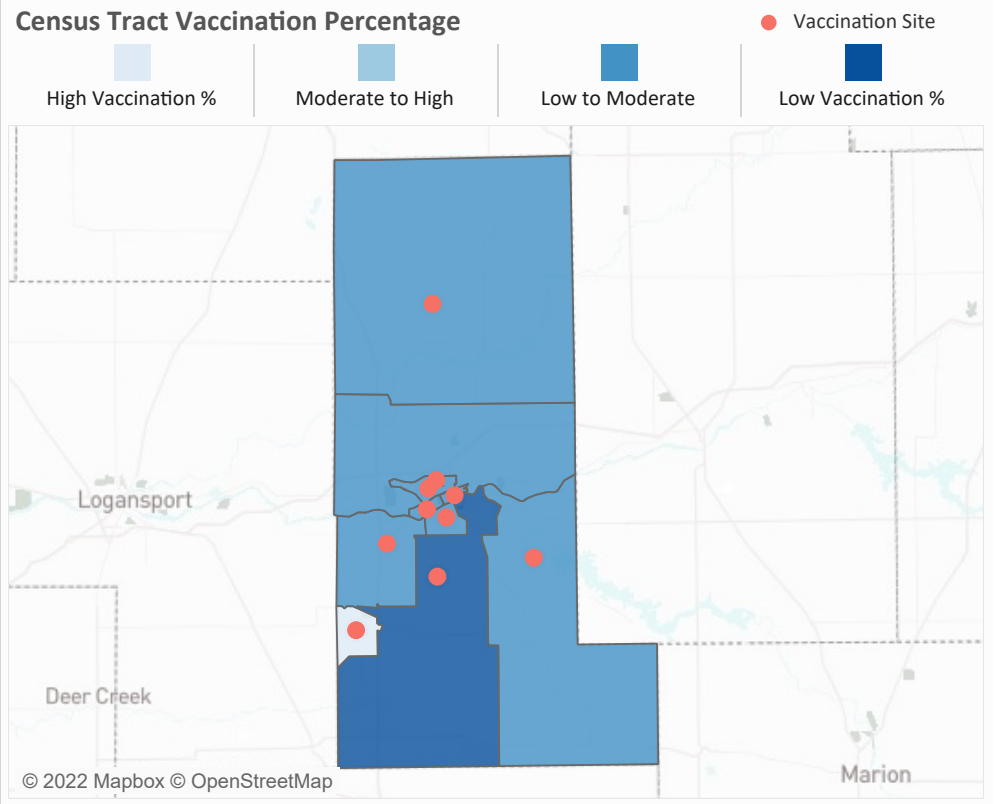 Census Tract Vaccination Percentage
Vaccination Site
High Vaccination %
Moderate to High
Low to Moderate
Low Vaccination %
Logansport
Deer Creek
Marion
© 2022 Mapbox © OpenStreetMap